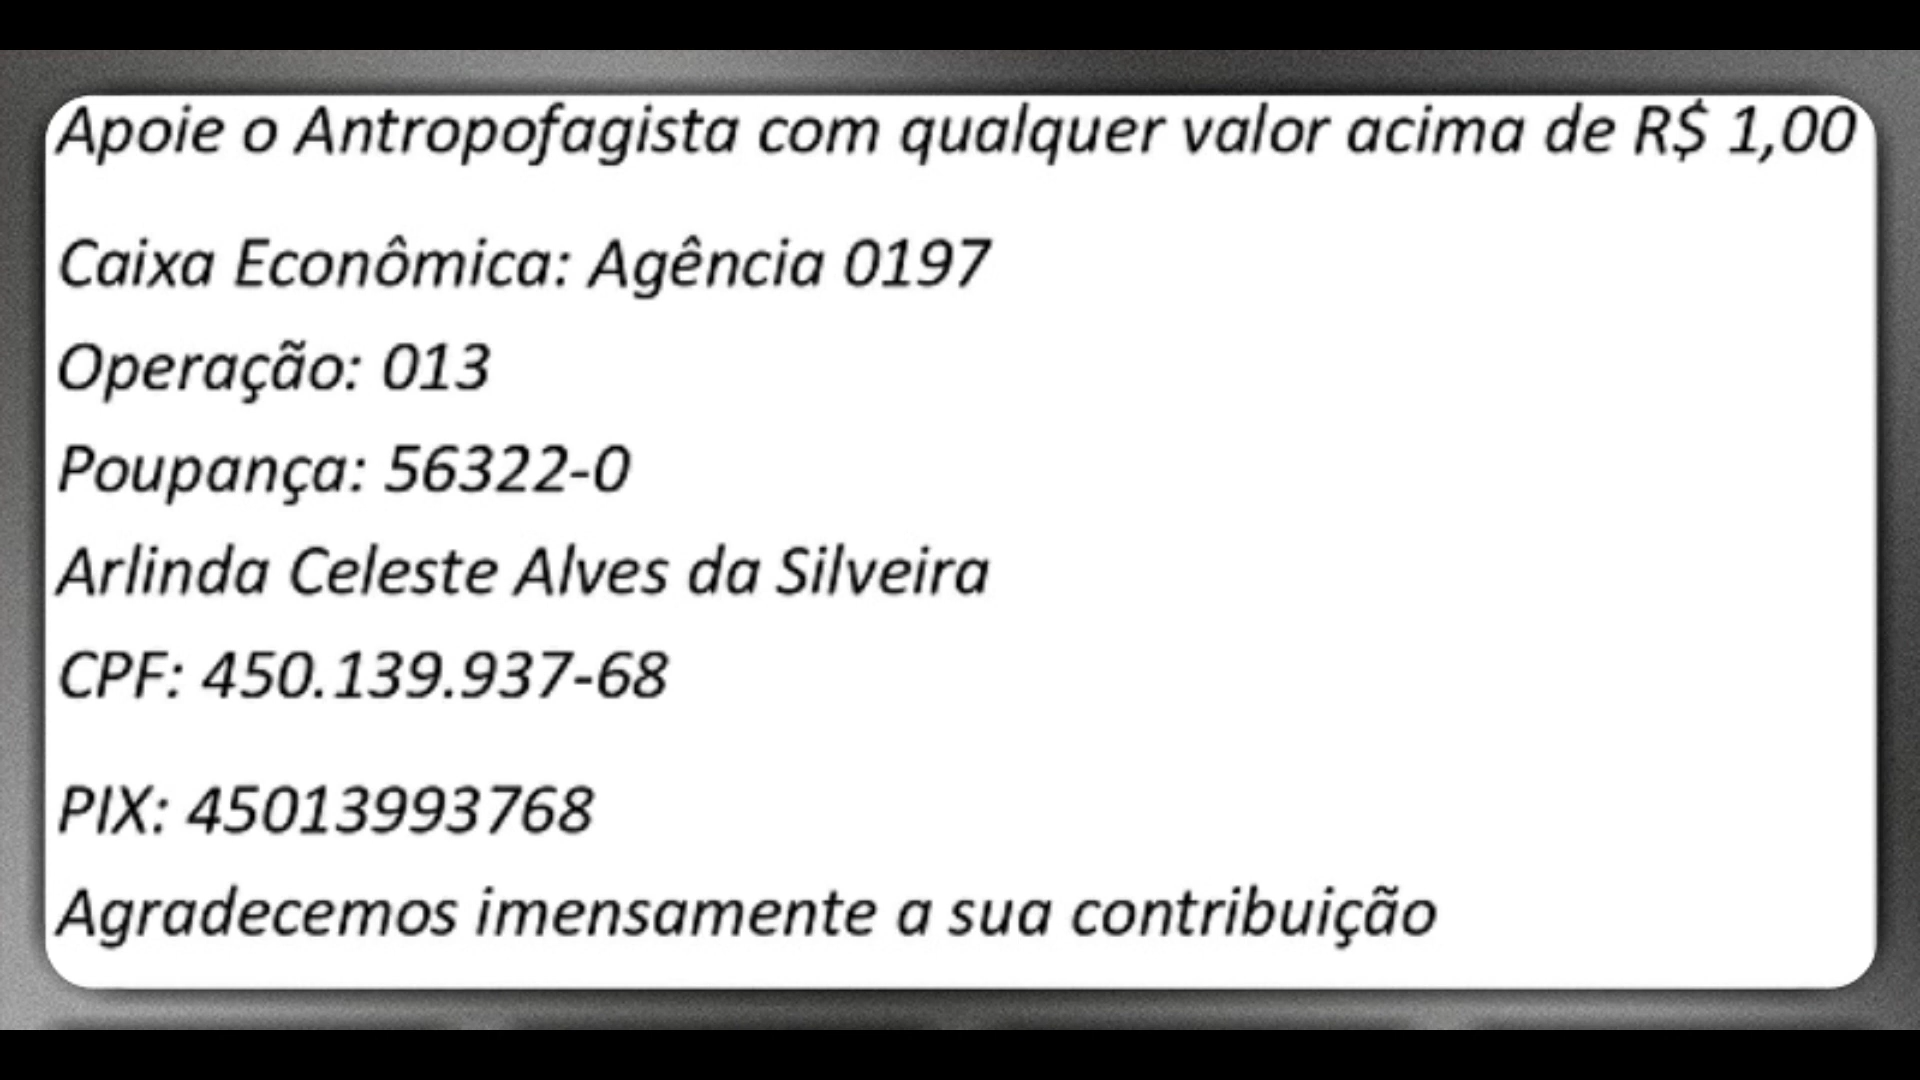 Apoie o Antropofagista com qualquer valor acima de R$ 1,00
Caixa Econômica: Agência 0197
Operação: 013
Poupança: 56322-0
Arlinda Celeste Alves da Silveira
CPF: 450.139.937-68
PIX: 45013993768
Agradecemos imensamente a sua contribuição